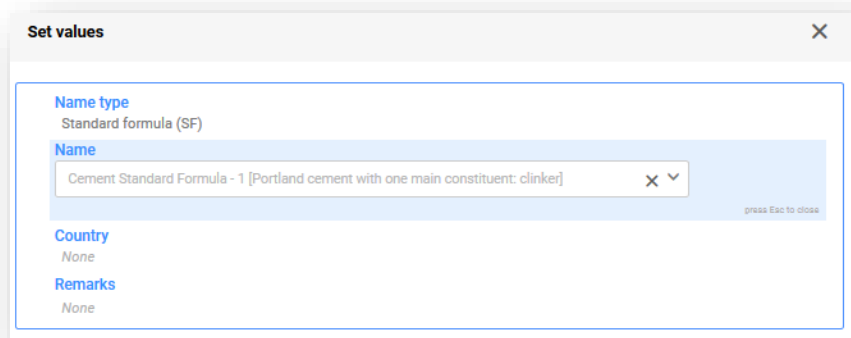 Set values
Name type
Standard formula (SF)
Name
Cement Standard Formula - 1 [Portland cement with one main constituent: clinker]
press Esc to close
Country
None
Remarks
None